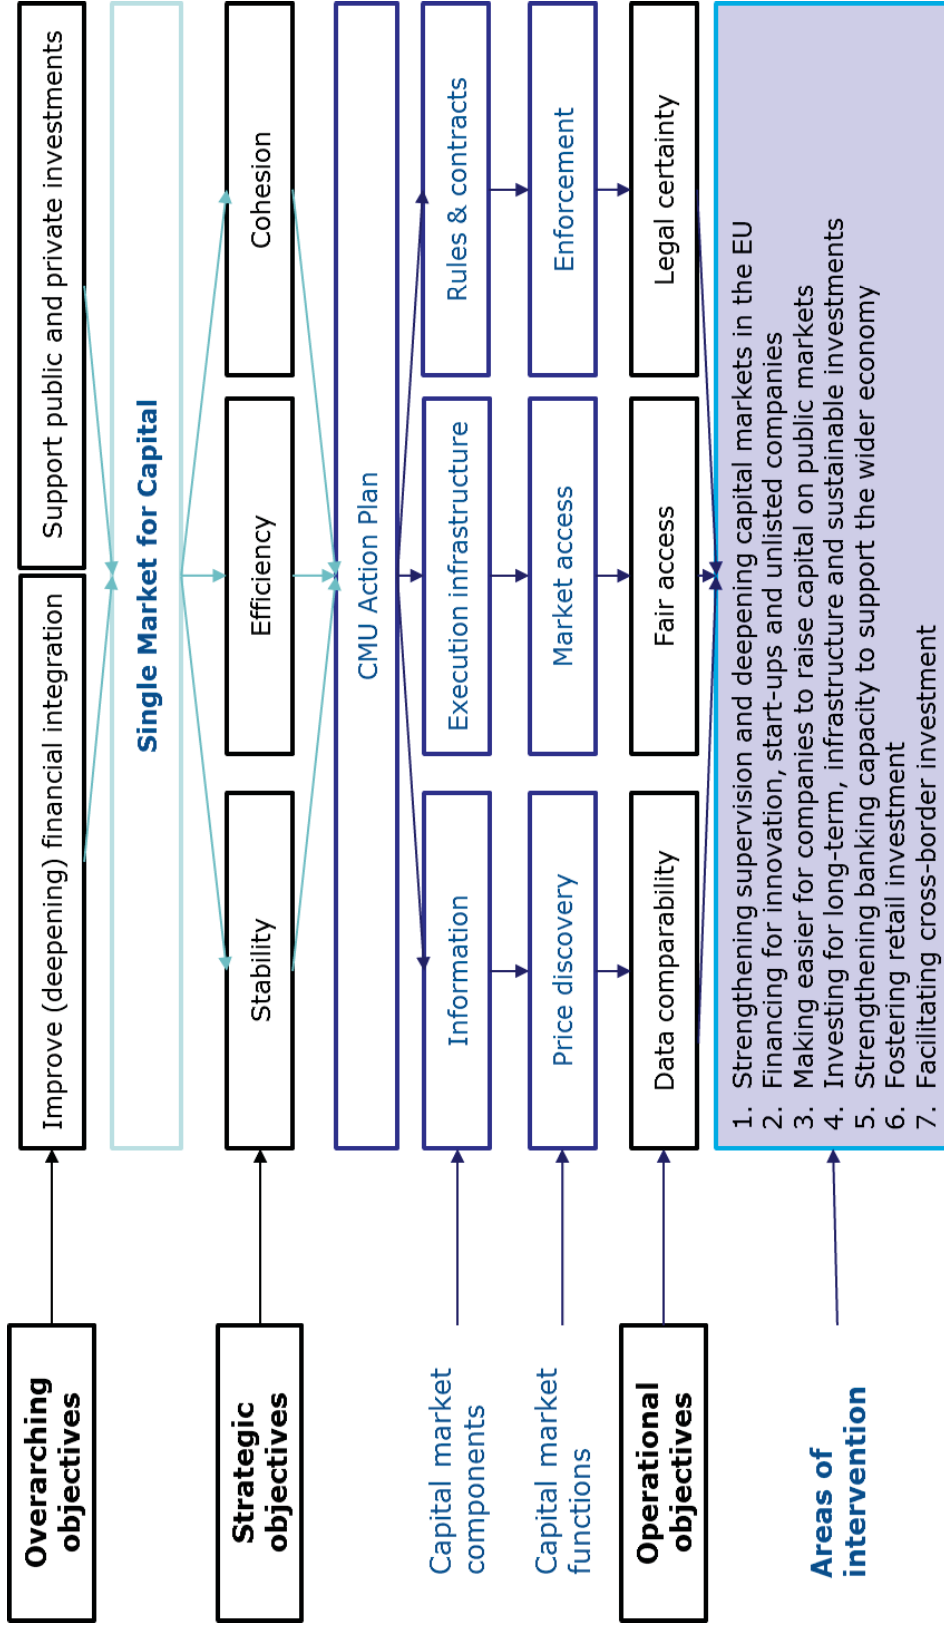 Overarching
objectives
Improve (deepening) financial integration
Support public and private investments
Single Market for Capital
Strategic
objectives
Stability
Efficiency
Cohesion
CMU Action Plan
Capital market
components
Information
Execution infrastructure
Rules & contracts
Capital market
functions
Price discovery
Market access
Enforcement
Operational
objectives
Data comparability
Fair access
Legal certainty
Areas of
intervention
1. Strengthening supervision and deepening capital markets in the EU
2. Financing for innovation, start-ups and unlisted companies
3. Making easier for companies to raise capital on public markets
4. Investing for long-term, infrastructure and sustainable investments
5. Strengthening banking capacity to support the wider economy
6. Fostering retail investment
7. Facilitating cross-border investment